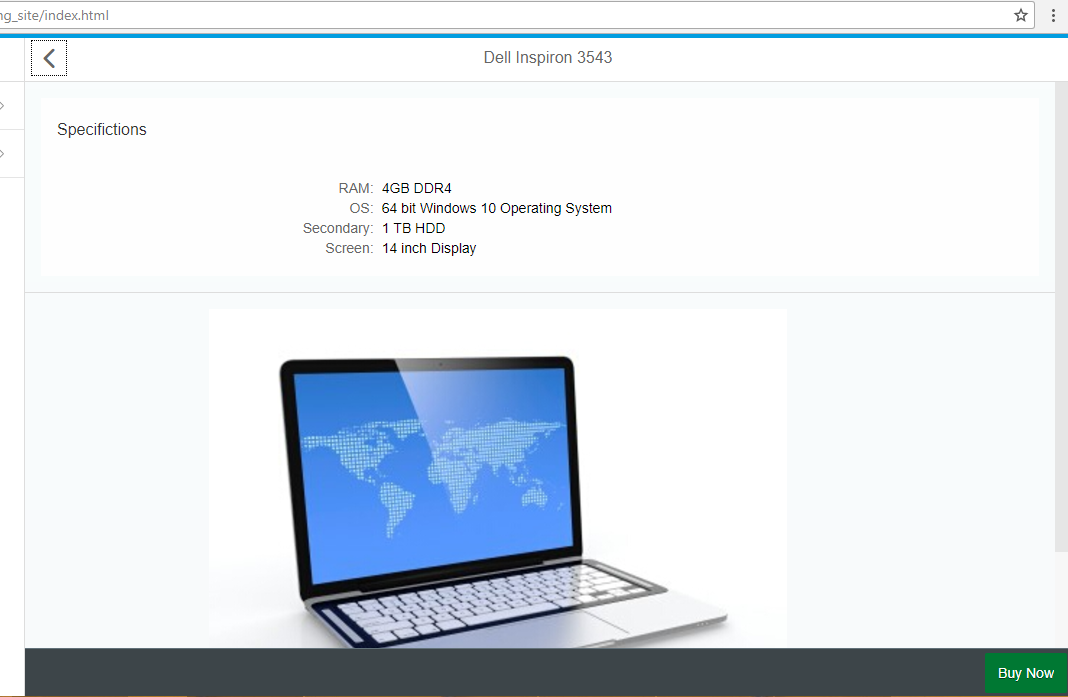 ng_site/index.html
Dell Inspiron 3543
Specifictions
RAM: 4GB DDR4
OS: 64 bit Windows 10 Operating System
Secondary: 1 TB HDD
Screen: 14 inch Display
Buy Now